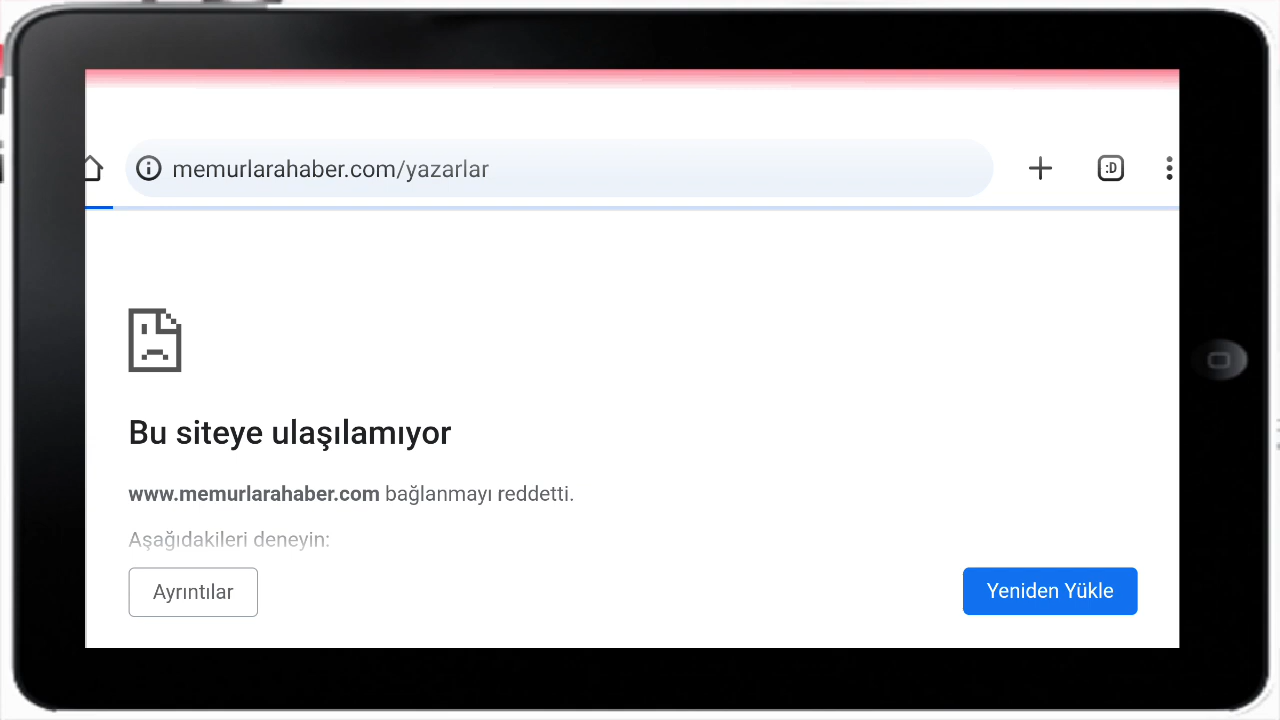 memurlarahaber.com/yazarlar
:D
Bu siteye ulaşılamıyor
www.memurlarahaber.com bağlanmayı reddetti.
Aşağıdakileri deneyin:
Ayrıntılar
Yeniden Yükle